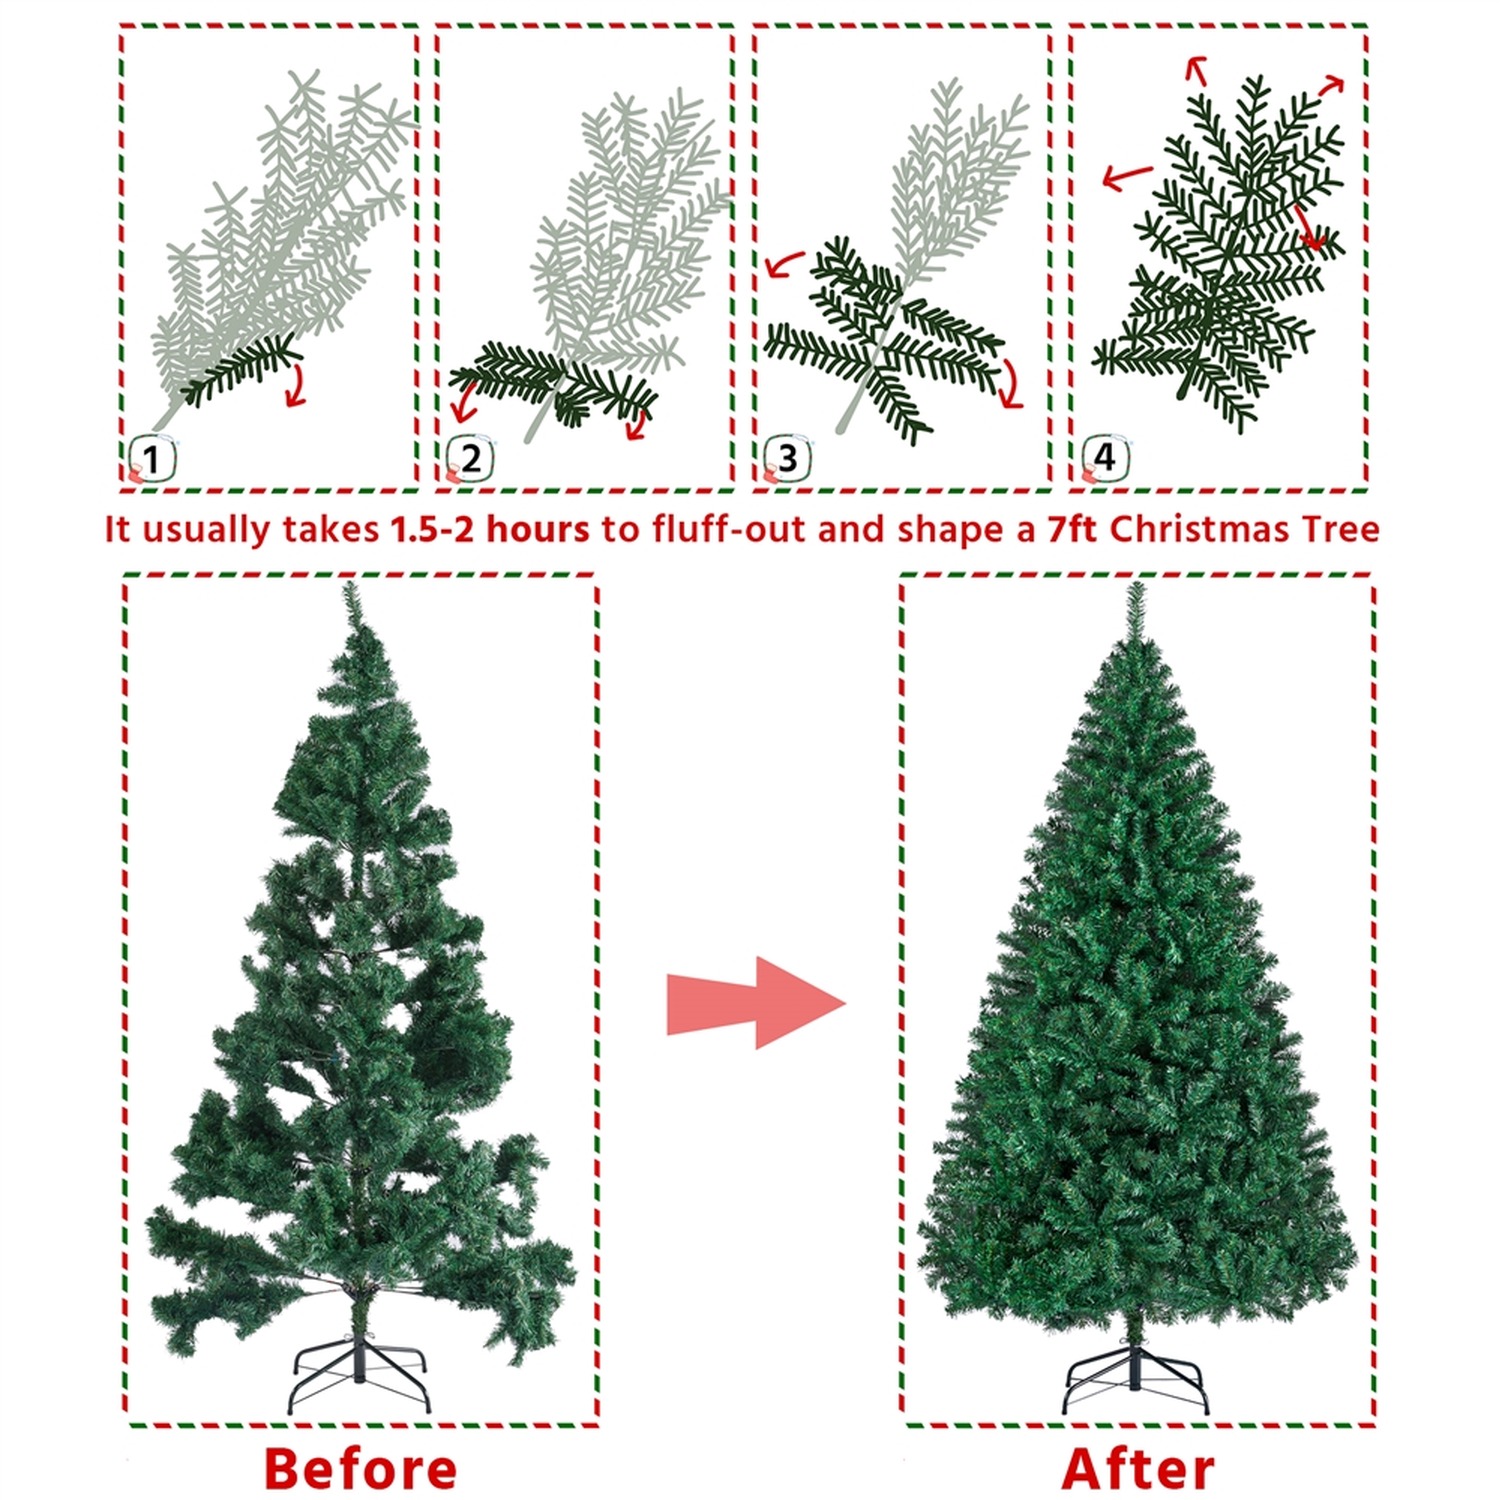 1
2
3
4
It usually takes 1.5-2 hours to fluff-out and shape a 7ft Christmas Tree
Before
After